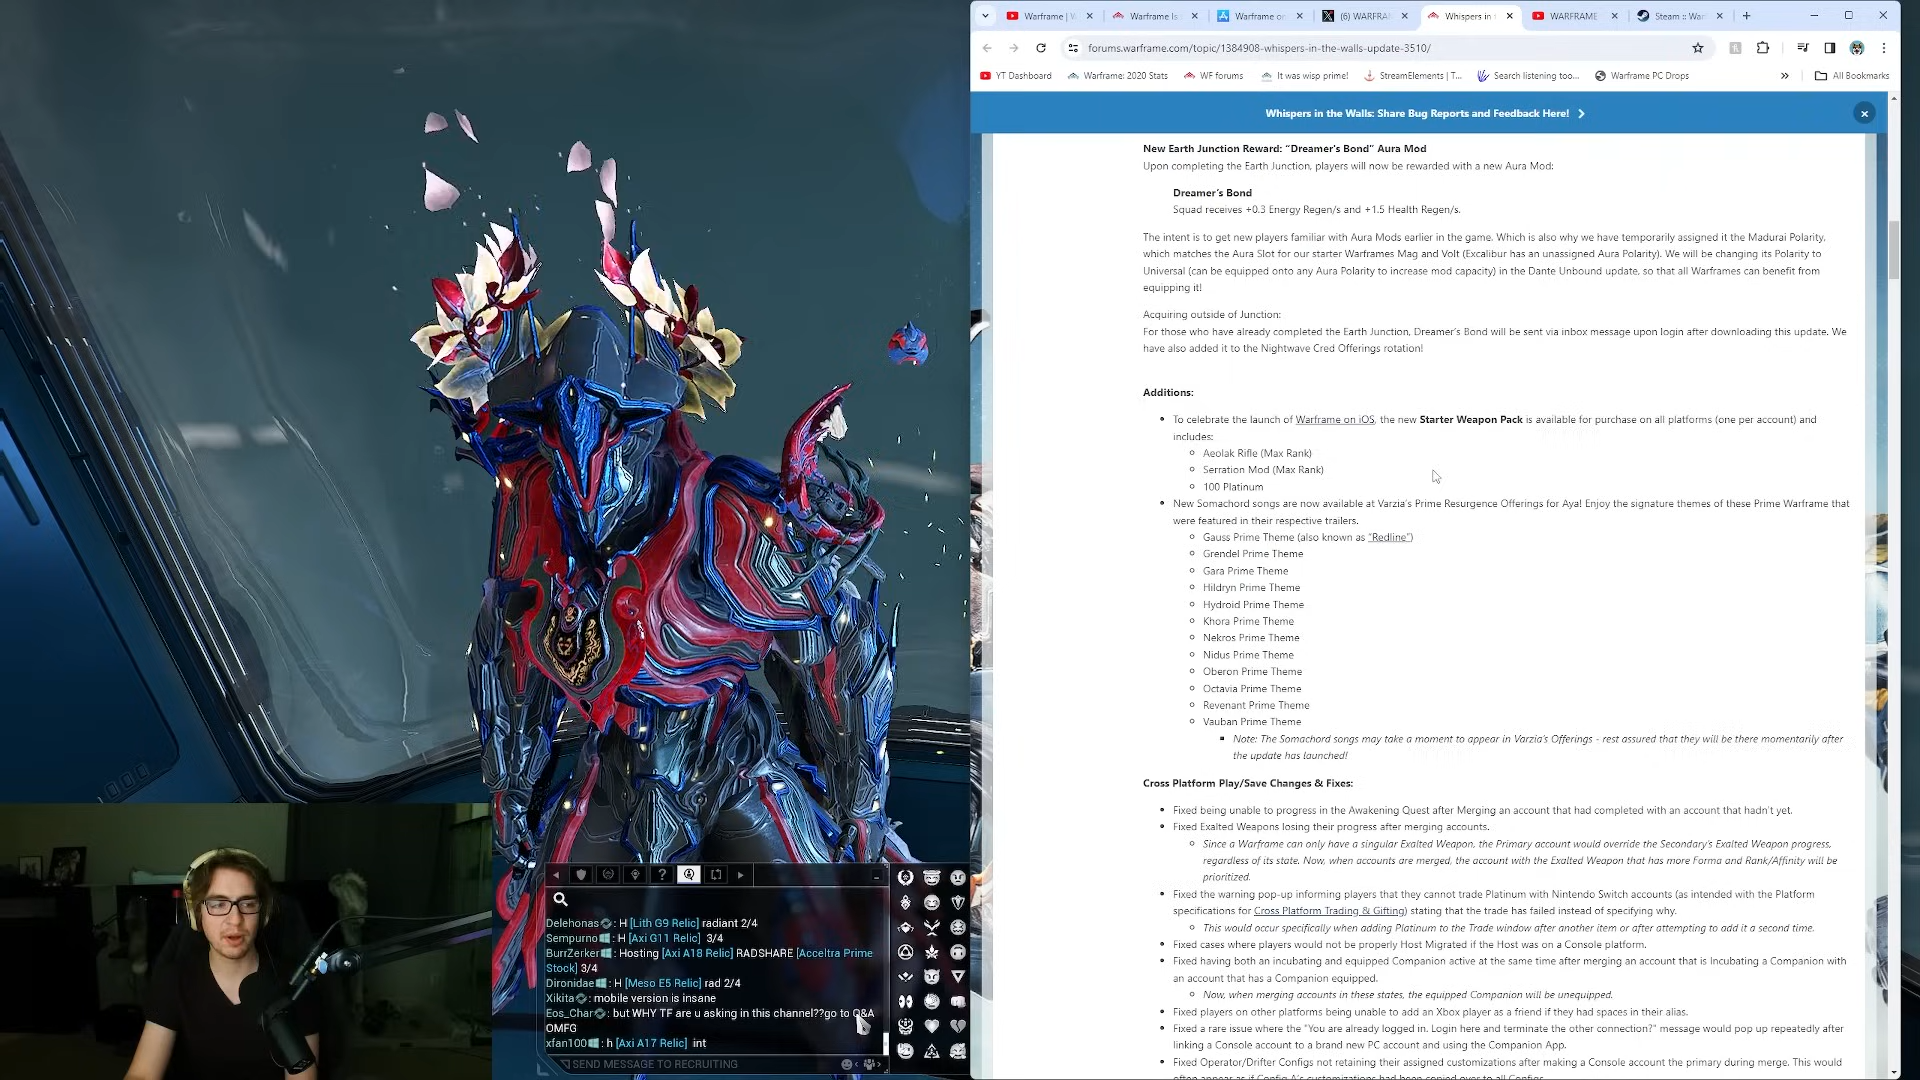 Warframe | W
Warframe Is
Warframe on
(6) WARFRA
Whispers in t
WARFRAME
Steam :: War
forums.warframe.com/topic/1384908-whispers-in-the-walls-update-3510/
YT Dashboard
Warframe: 2020 Stats
WF forums
It was wisp prime!
StreamElements | T...
Search listening too...
Warframe PC Drops
»
All Bookmarks
Whispers in the Walls: Share Bug Reports and Feedback Here!
New Earth Junction Reward: “Dreamer's Bond” Aura Mod
Upon completing the Earth Junction, players will now be rewarded with a new Aura Mod:
Dreamer’s Bond
Squad receives +0.3 Energy Regen/s and +1.5 Health Regen/s.
The intent is to get new players familiar with Aura Mods earlier in the game. Which is also why we have temporarily assigned it the Madurai Polarity,
which matches the Aura Slot for our starter Warframes Mag and Volt (Excalibur has an unassigned Aura Polarity). We will be changing its Polarity to
Universal (can be equipped onto any Aura Polarity to increase mod capacity) in the Dante Unbound update, so that all Warframes can benefit from
equipping it!
Acquiring outside of Junction:
For those who have already completed the Earth Junction, Dreamer’s Bond will be sent via inbox message upon login after downloading this update. We
have also added it to the Nightwave Cred Offerings rotation!
Additions:
To celebrate the launch of Warframe on iOS, the new Starter Weapon Pack is available for purchase on all platforms (one per account) and
includes:
Aeolak Rifle (Max Rank)
Serration Mod (Max Rank)
100 Platinum
New Somachord songs are now available at Varzia's Prime Resurgence Offerings for Aya! Enjoy the signature themes of these Prime Warframe that
were featured in their respective trailers.
Gauss Prime Theme (also known as “Redline”)
Grendel Prime Theme
Gara Prime Theme
Hildryn Prime Theme
Hydroid Prime Theme
Khora Prime Theme
Nekros Prime Theme
Nidus Prime Theme
Oberon Prime Theme
Octavia Prime Theme
Revenant Prime Theme
Vauban Prime Theme
Note: The Somachord songs may take a moment to appear in Varzia’s Offerings - rest assured that they will be there momentarily after
the update has launched!
Cross Platform Play/Save Changes & Fixes:
Fixed being unable to progress in the Awakening Quest after Merging an account that had completed with an account that hadn't yet.
Fixed Exalted Weapons losing their progress after merging accounts.
Since a Warframe can only have a singular Exalted Weapon, the Primary account would override the Secondary's Exalted Weapon progress,
regardless of its state. Now, when accounts are merged, the account with the Exalted Weapon that has more Forma and Rank/Affinity will be
prioritized.
Fixed the warning pop-up informing players that they cannot trade Platinum with Nintendo Switch accounts (as intended with the Platform
specifications for Cross Platform Trading & Gifting) stating that the trade has failed instead of specifying why.
This would occur specifically when adding Platinum to the Trade window after another item or after attempting to add it a second time.
Fixed cases where players would not be properly Host Migrated if the Host was on a Console platform.
Fixed having both an incubating and equipped Companion active at the same time after merging an account that is Incubating a Companion with
an account that has a Companion equipped.
Now, when merging accounts in these states, the equipped Companion will be unequipped.
Fixed players on other platforms being unable to add an Xbox player as a friend if they had spaces in their alias.
Fixed a rare issue where the "You are already logged in. Login here and terminate the other connection?" message would pop up repeatedly after
linking a Console account to a brand new PC account and using the Companion App.
Fixed Operator/Drifter Configs not retaining their assigned customizations after making a Console account the primary during merge. This would
often appear as if Config A's customizations had been copied over to all Configs.
Delehonas: H [Lith G9 Relic] radiant 2/4
Sempurno: H [Axi G11 Relic] 3/4
BurrZerker: Hosting [Axi A18 Relic] RADSHARE [Acceltra Prime
Stock] 3/4
Dironidae: H [Meso E5 Relic] rad 2/4
Xikita: mobile version is insane
Eos_Char: but WHY TF are u asking in this channel??go to Q&A
OMFG
xfan100: h [Axi A17 Relic] int
SEND MESSAGE TO RECRUITING